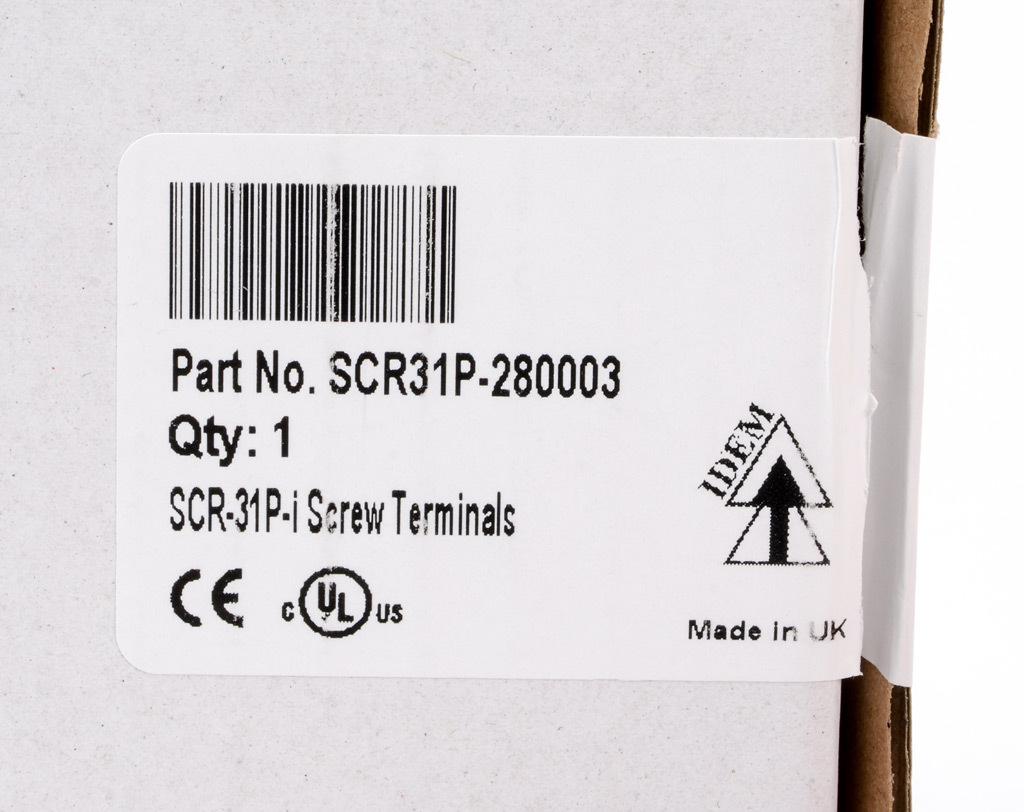 Part No. SCR31P-280003
Qty: 1
SCR-31P-i Screw Terminals
IDEM
CE
c UL US
Made in UK